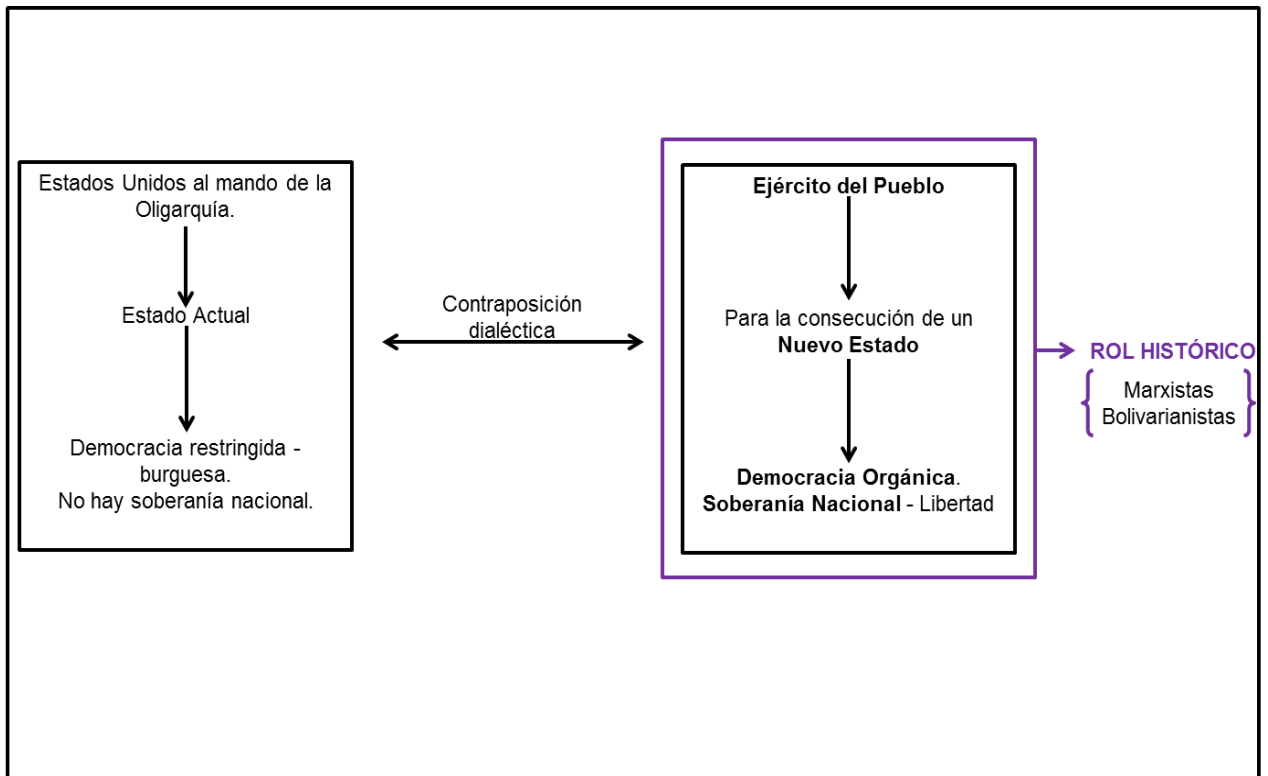 Estados Unidos al mando de la
Oligarquía.
Estado Actual
Democracia restringida -
burguesa.
No hay soberanía nacional.
Contraposición
dialéctica
Ejército del Pueblo
Para la consecución de un
Nuevo Estado
Democracia Orgánica.
Soberanía Nacional - Libertad
ROL HISTÓRICO
Marxistas
Bolivarianistas